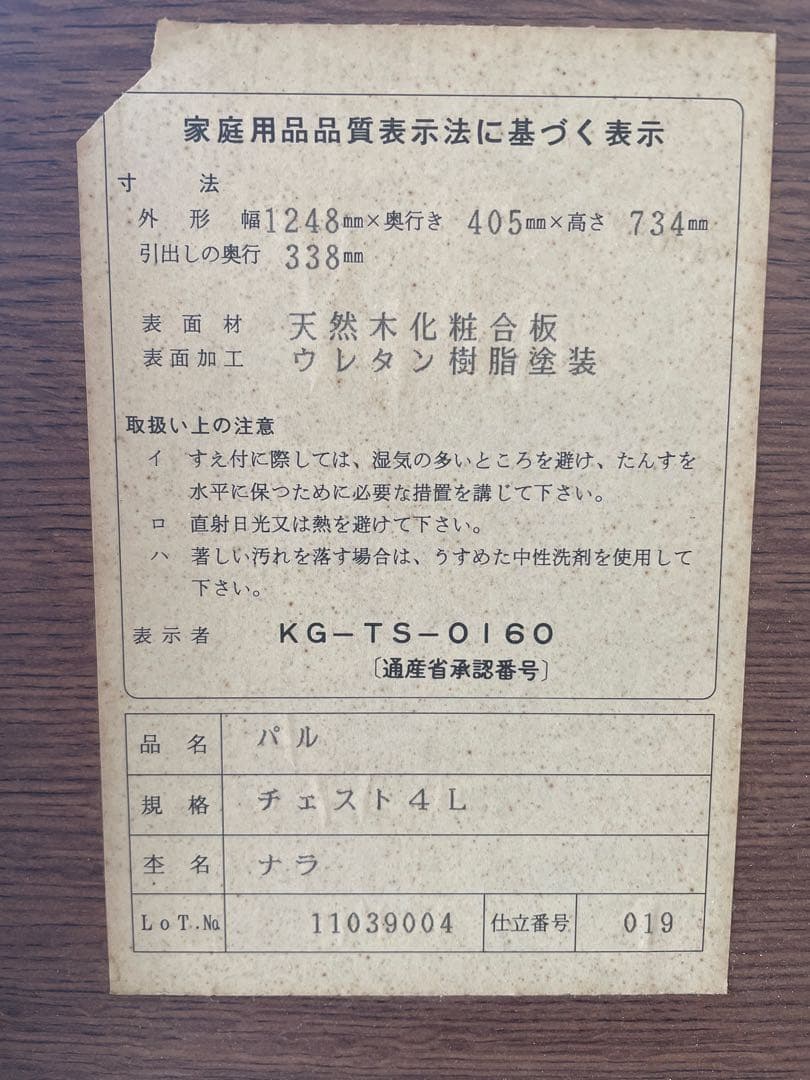 家庭用品品質表示法に基づく表示
寸 法
外形 幅1248㎜×奥行き 405㎜×高さ 734㎜
引出しの奥行 338㎜
表面材 天然木化粧合板
表面加工 ウレタン樹脂塗装
取扱い上の注意
イ すえ付に際しては、湿気の多いところを避け、たんすを
水平に保つために必要な措置を講じて下さい。
ロ 直射日光又は熱を避けて下さい。
ハ 著しい汚れを落す場合は、うすめた中性洗剤を使用して
下さい。
表示者 KG-TS-0160
〔通産省承認番号〕
品名 パル
規格 チェスト4L
杢名 ナラ
LoT.№ 11039004 仕立番号 019